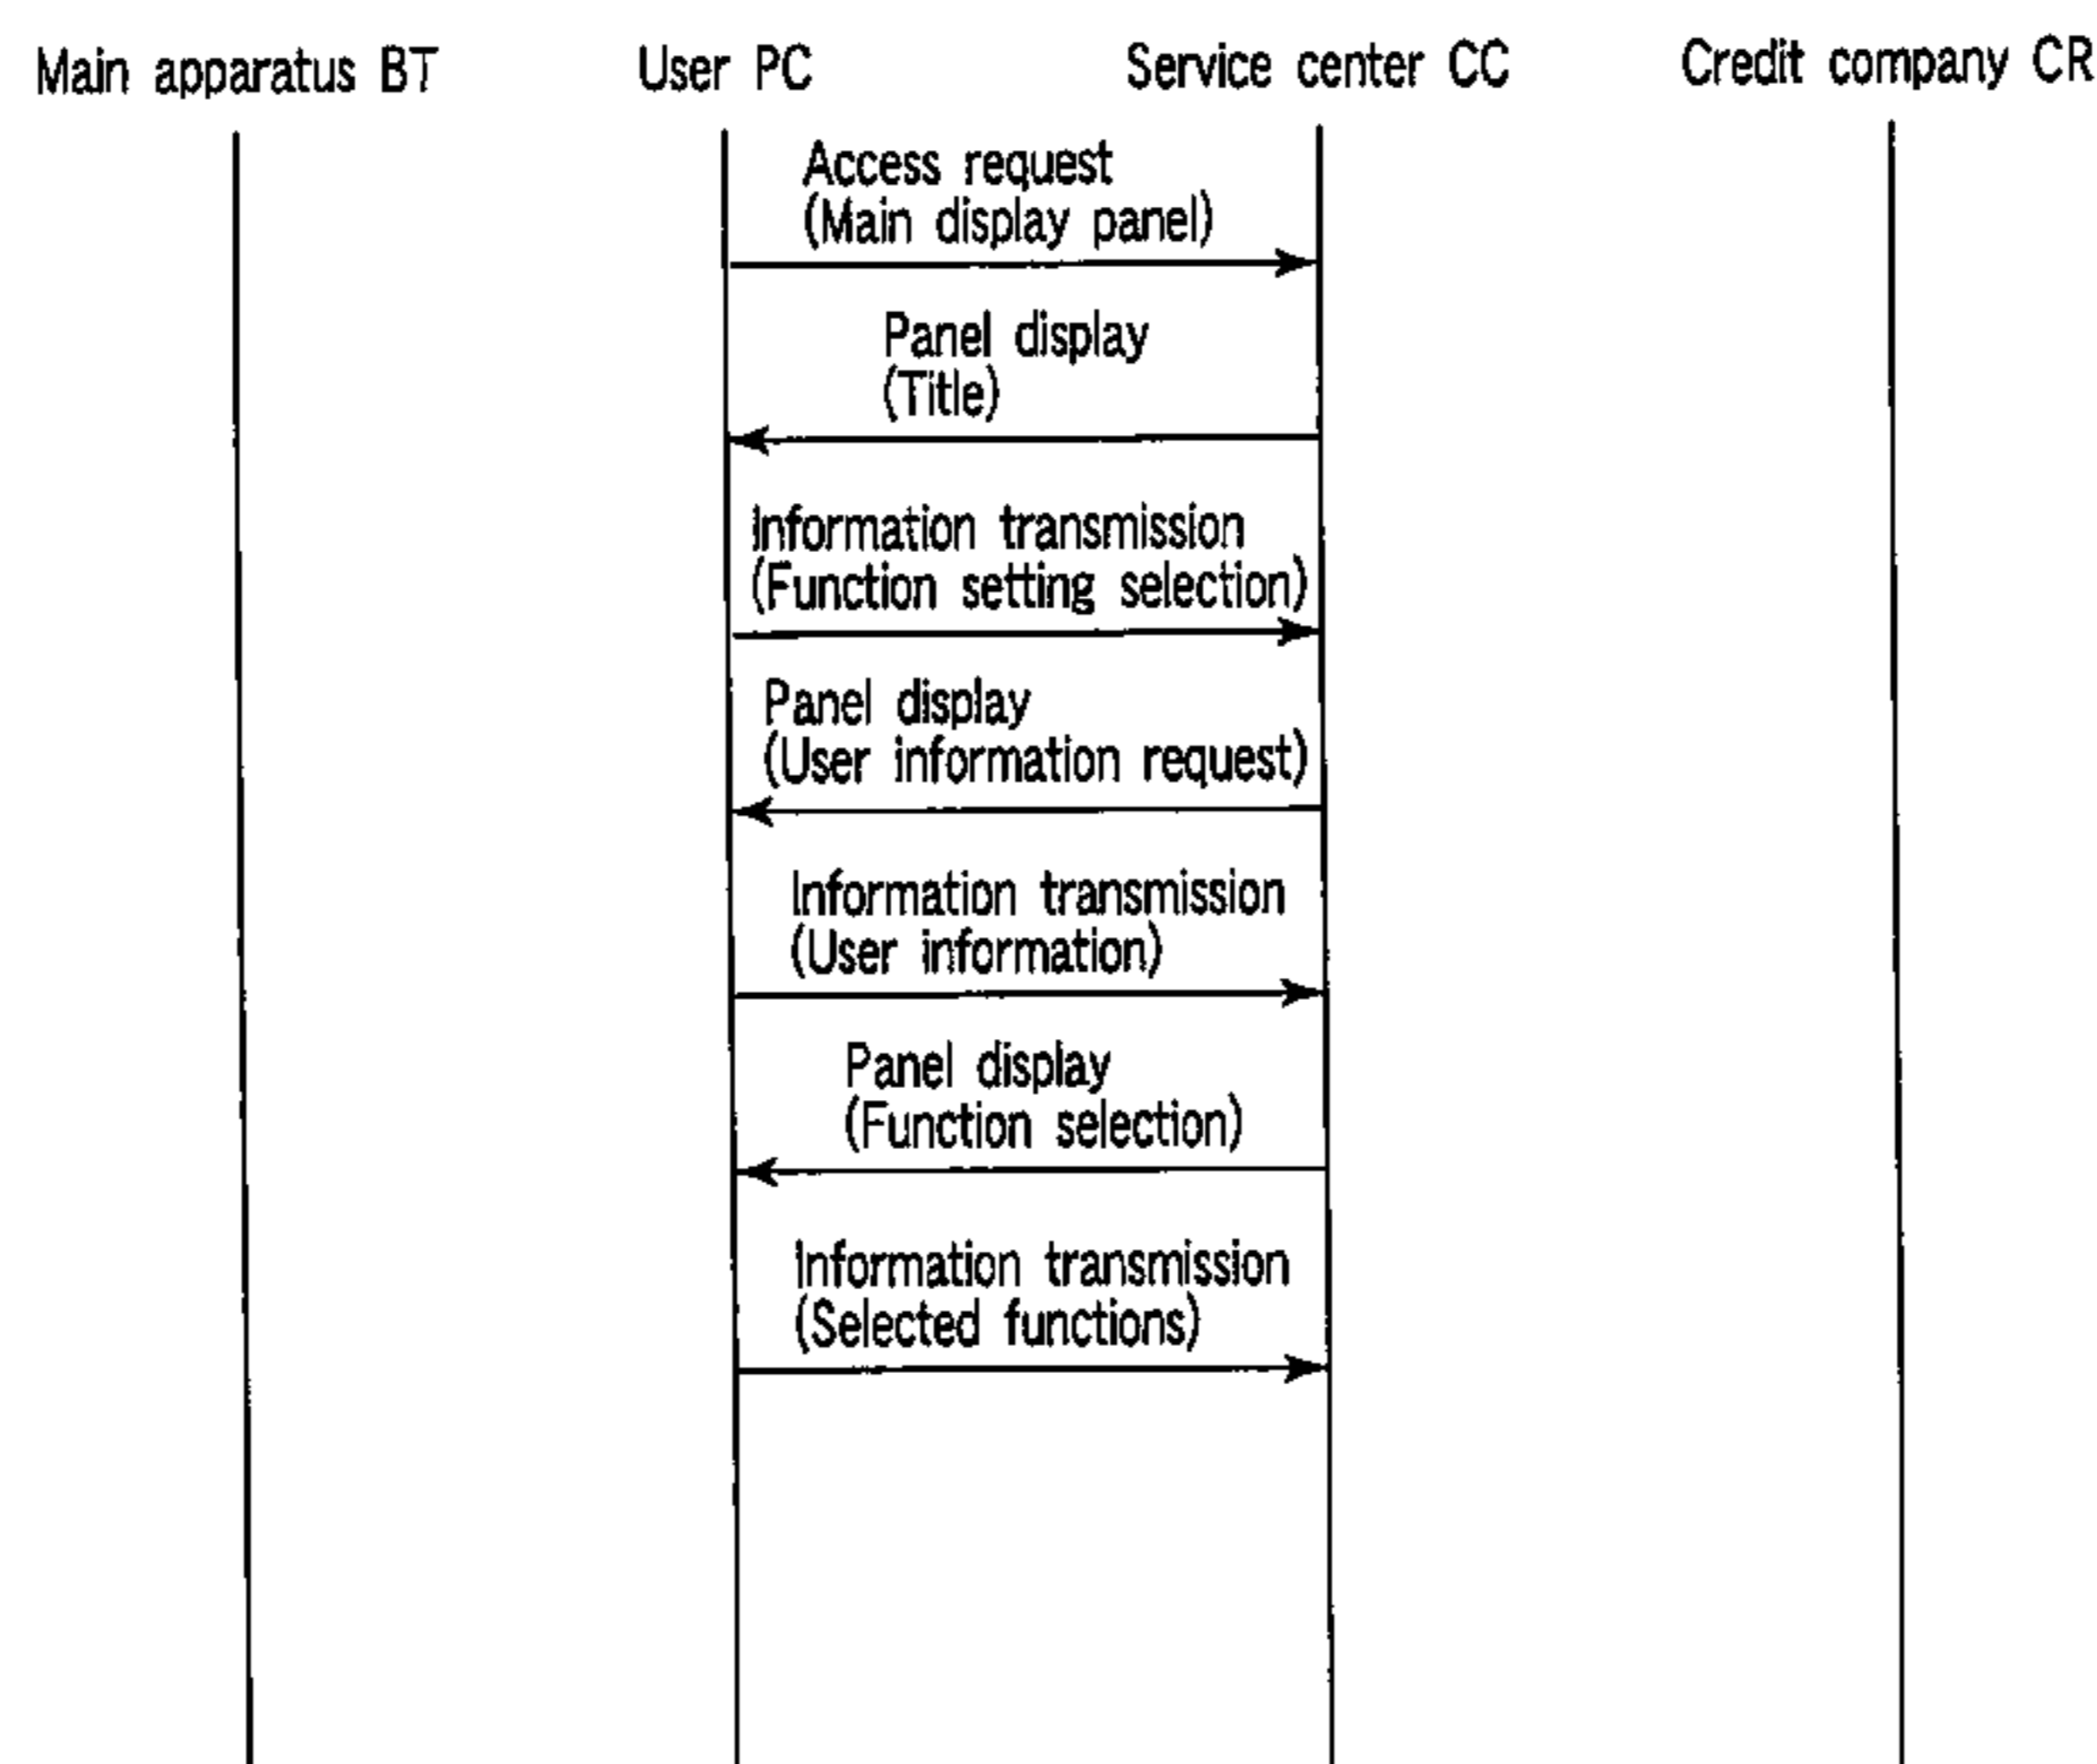 Main apparatus BT
User PC
Service center CC
Credit company CR
Access request
(Main display panel)
Panel display
(Title)
Information transmission
(Function setting selection)
Panel display
(User information request)
Information transmission
(User information)
Panel display
(Function selection)
Information transmission
(Selected functions)